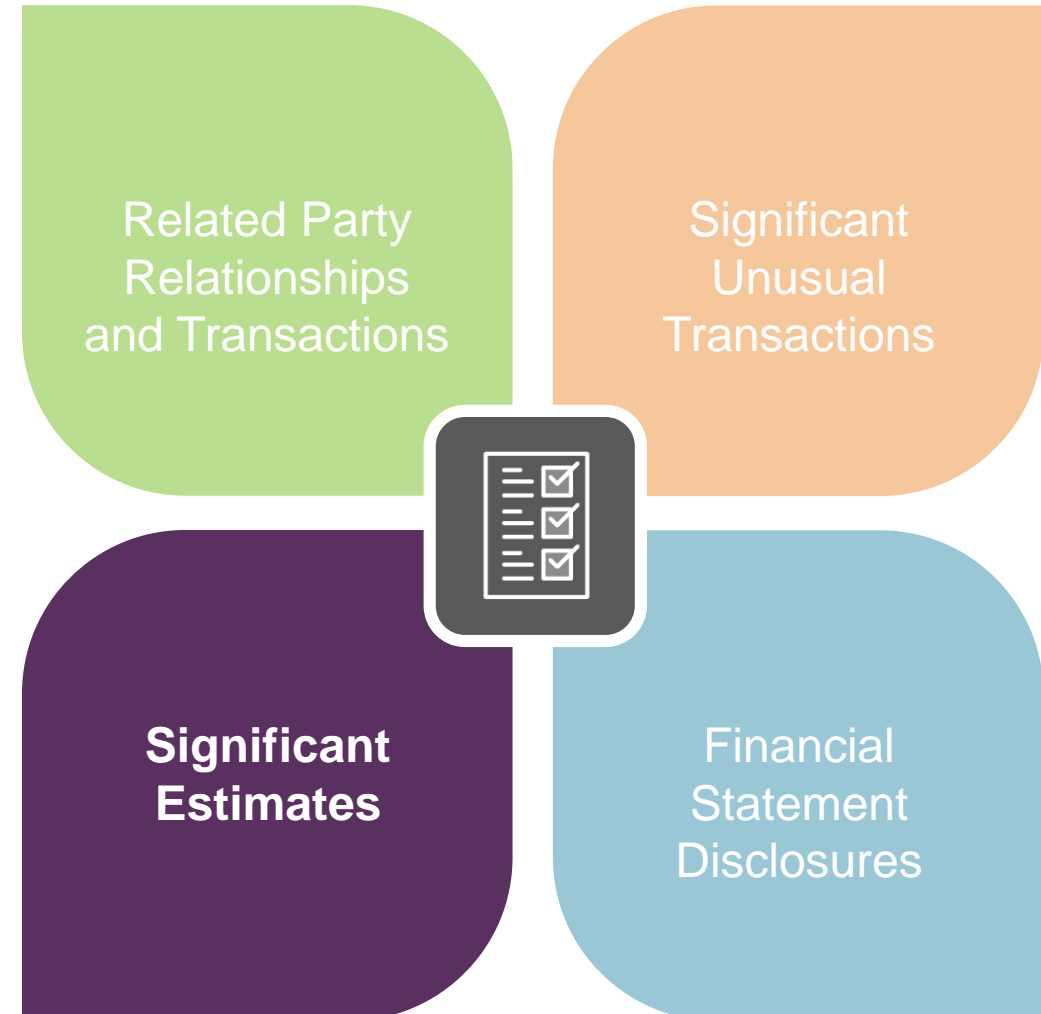 Related Party
Relationships
and Transactions
Significant
Unusual
Transactions
Significant
Estimates
Financial
Statement
Disclosures